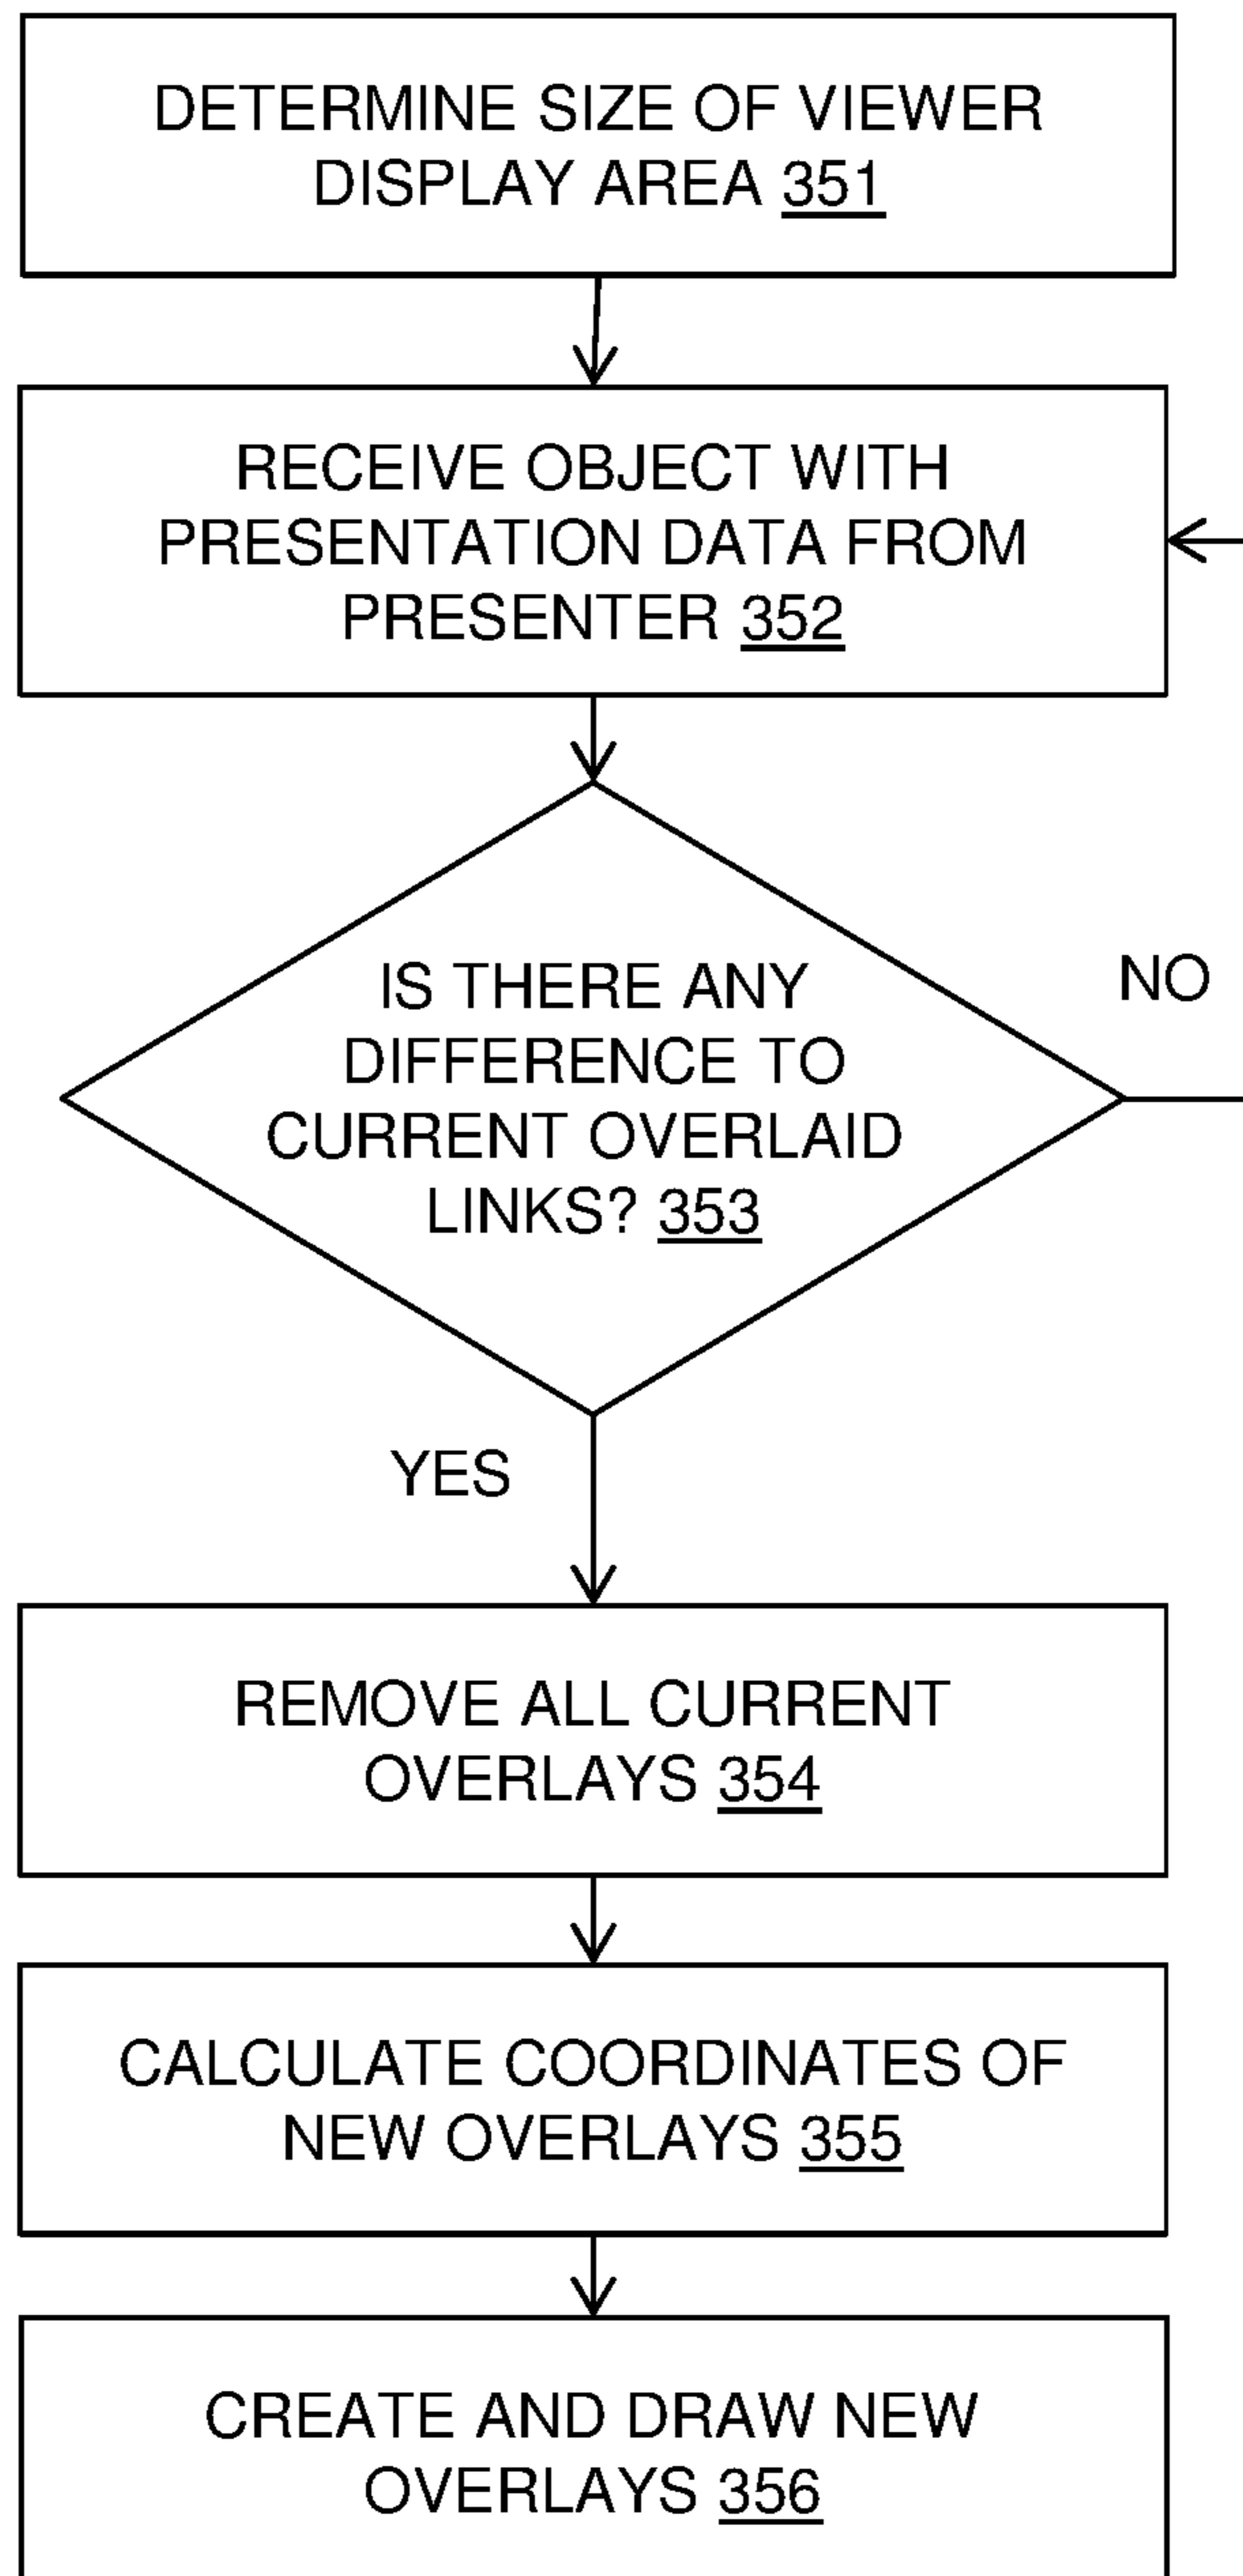 DETERMINE SIZE OF VIEWER
DISPLAY AREA 351
RECEIVE OBJECT WITH
PRESENTATION DATA FROM
PRESENTER 352
IS THERE ANY
DIFFERENCE TO
CURRENT OVERLAID
LINKS? 353
NO
YES
REMOVE ALL CURRENT
OVERLAYS 354
CALCULATE COORDINATES OF
NEW OVERLAYS 355
CREATE AND DRAW NEW
OVERLAYS 356